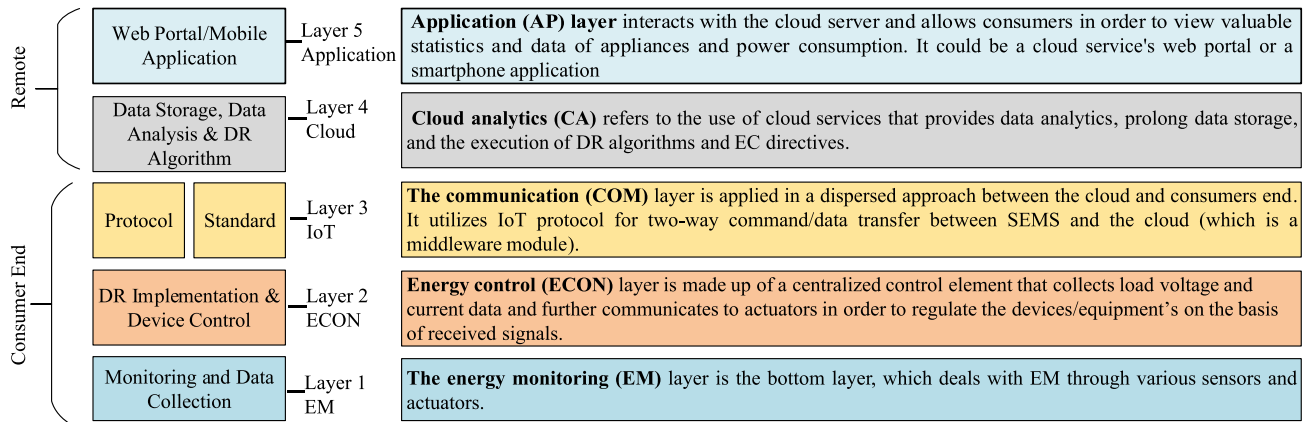 Remote
Web Portal/Mobile
Application
Layer 5
Application
Application (AP) layer interacts with the cloud server and allows consumers in order to view valuable
statistics and data of appliances and power consumption. It could be a cloud service's web portal or a
smartphone application
Data Storage, Data
Analysis & DR
Algorithm
Layer 4
Cloud
Cloud analytics (CA) refers to the use of cloud services that provides data analytics, prolong data storage,
and the execution of DR algorithms and EC directives.
Consumer End
Protocol
Standard
Layer 3
IoT
The communication (COM) layer is applied in a dispersed approach between the cloud and consumers end.
It utilizes IoT protocol for two-way command/data transfer between SEMS and the cloud (which is a
middleware module).
DR Implementation &
Device Control
Layer 2
ECON
Energy control (ECON) layer is made up of a centralized control element that collects load voltage and
current data and further communicates to actuators in order to regulate the devices/equipment’s on the basis
of received signals.
Monitoring and Data
Collection
Layer 1
EM
The energy monitoring (EM) layer is the bottom layer, which deals with EM through various sensors and
actuators.